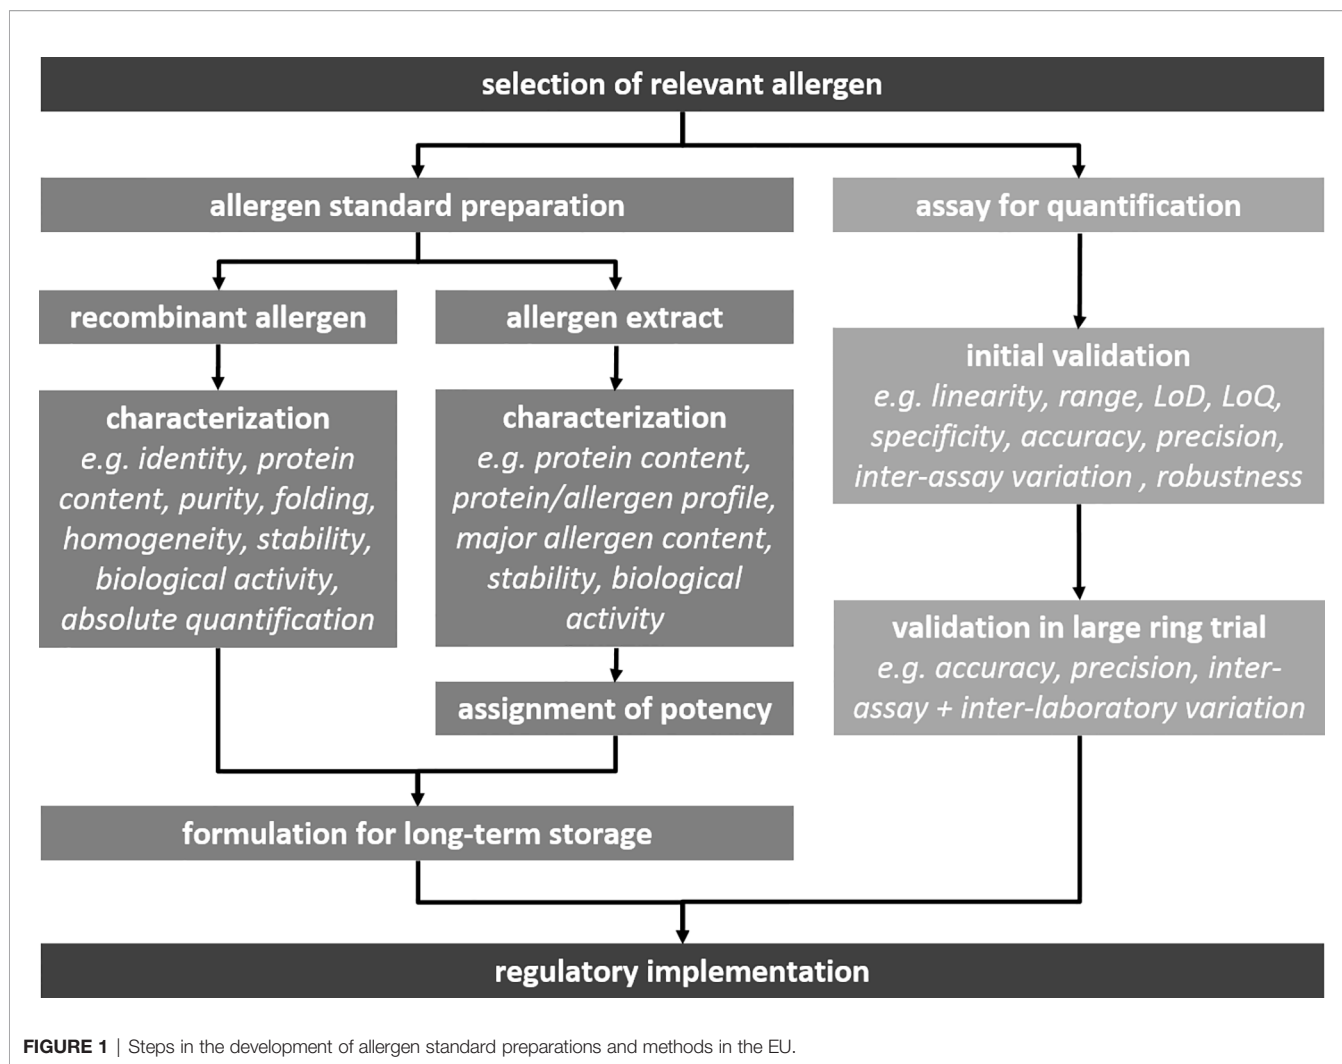 selection of relevant allergen
allergen standard preparation
assay for quantification
recombinant allergen
allergen extract
characterization
e.g. identity, protein
content, purity, folding,
homogeneity, stability,
biological activity,
absolute quantification
characterization
e.g. protein content,
protein/allergen profile,
major allergen content,
stability, biological
activity
assignment of potency
initial validation
e.g. linearity, range, LoD, LoQ,
specificity, accuracy, precision,
inter-assay variation , robustness
validation in large ring trial
e.g. accuracy, precision, inter-
assay + inter-laboratory variation
formulation for long-term storage
regulatory implementation
FIGURE 1 | Steps in the development of allergen standard preparations and methods in the EU.